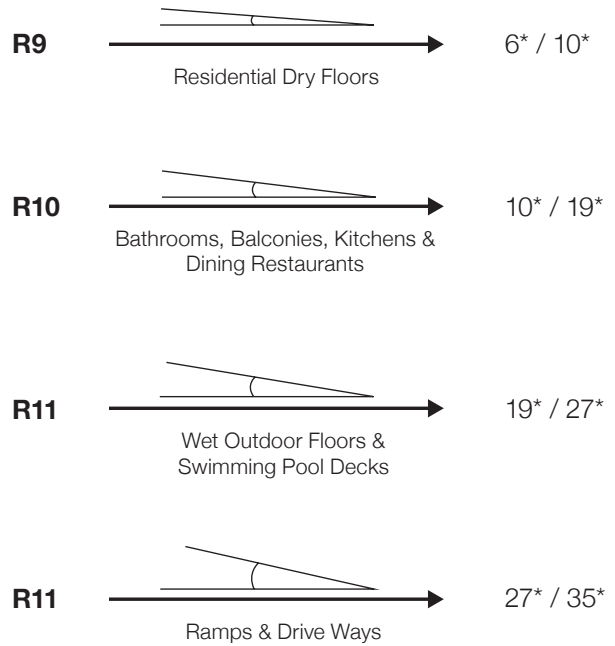 R9 6* / 10*
Residential Dry Floors
R10 10* / 19*
Bathrooms, Balconies, Kitchens &
Dining Restaurants
R11 19* / 27*
Wet Outdoor Floors &
Swimming Pool Decks
R11 27* / 35*
Ramps & Drive Ways